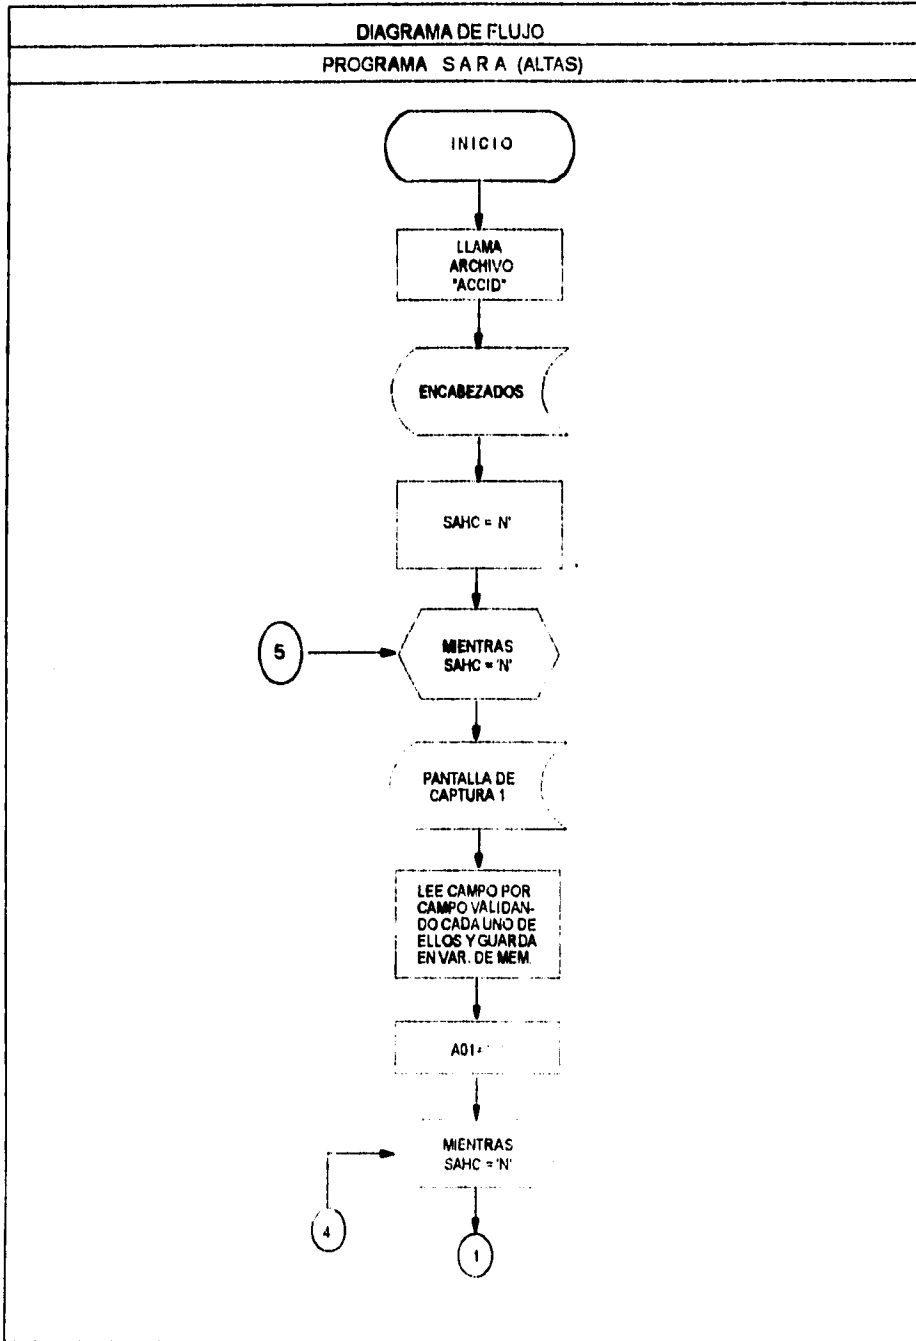 DIAGRAMA DE FLUJO
PROGRAMA S A R A (ALTAS)
INICIO
LLAMA
ARCHIVO
"ACCID"
ENCABEZADOS
SAHC = N'
5
MIENTRAS
SAHC = 'N'
PANTALLA DE
CAPTURA 1
LEE CAMPO POR
CAMPO VALIDAN-
DO CADA UNO DE
ELLOS Y GUARDA
EN VAR. DE MEM.
A01=
MIENTRAS
SAHC = 'N'
4
1